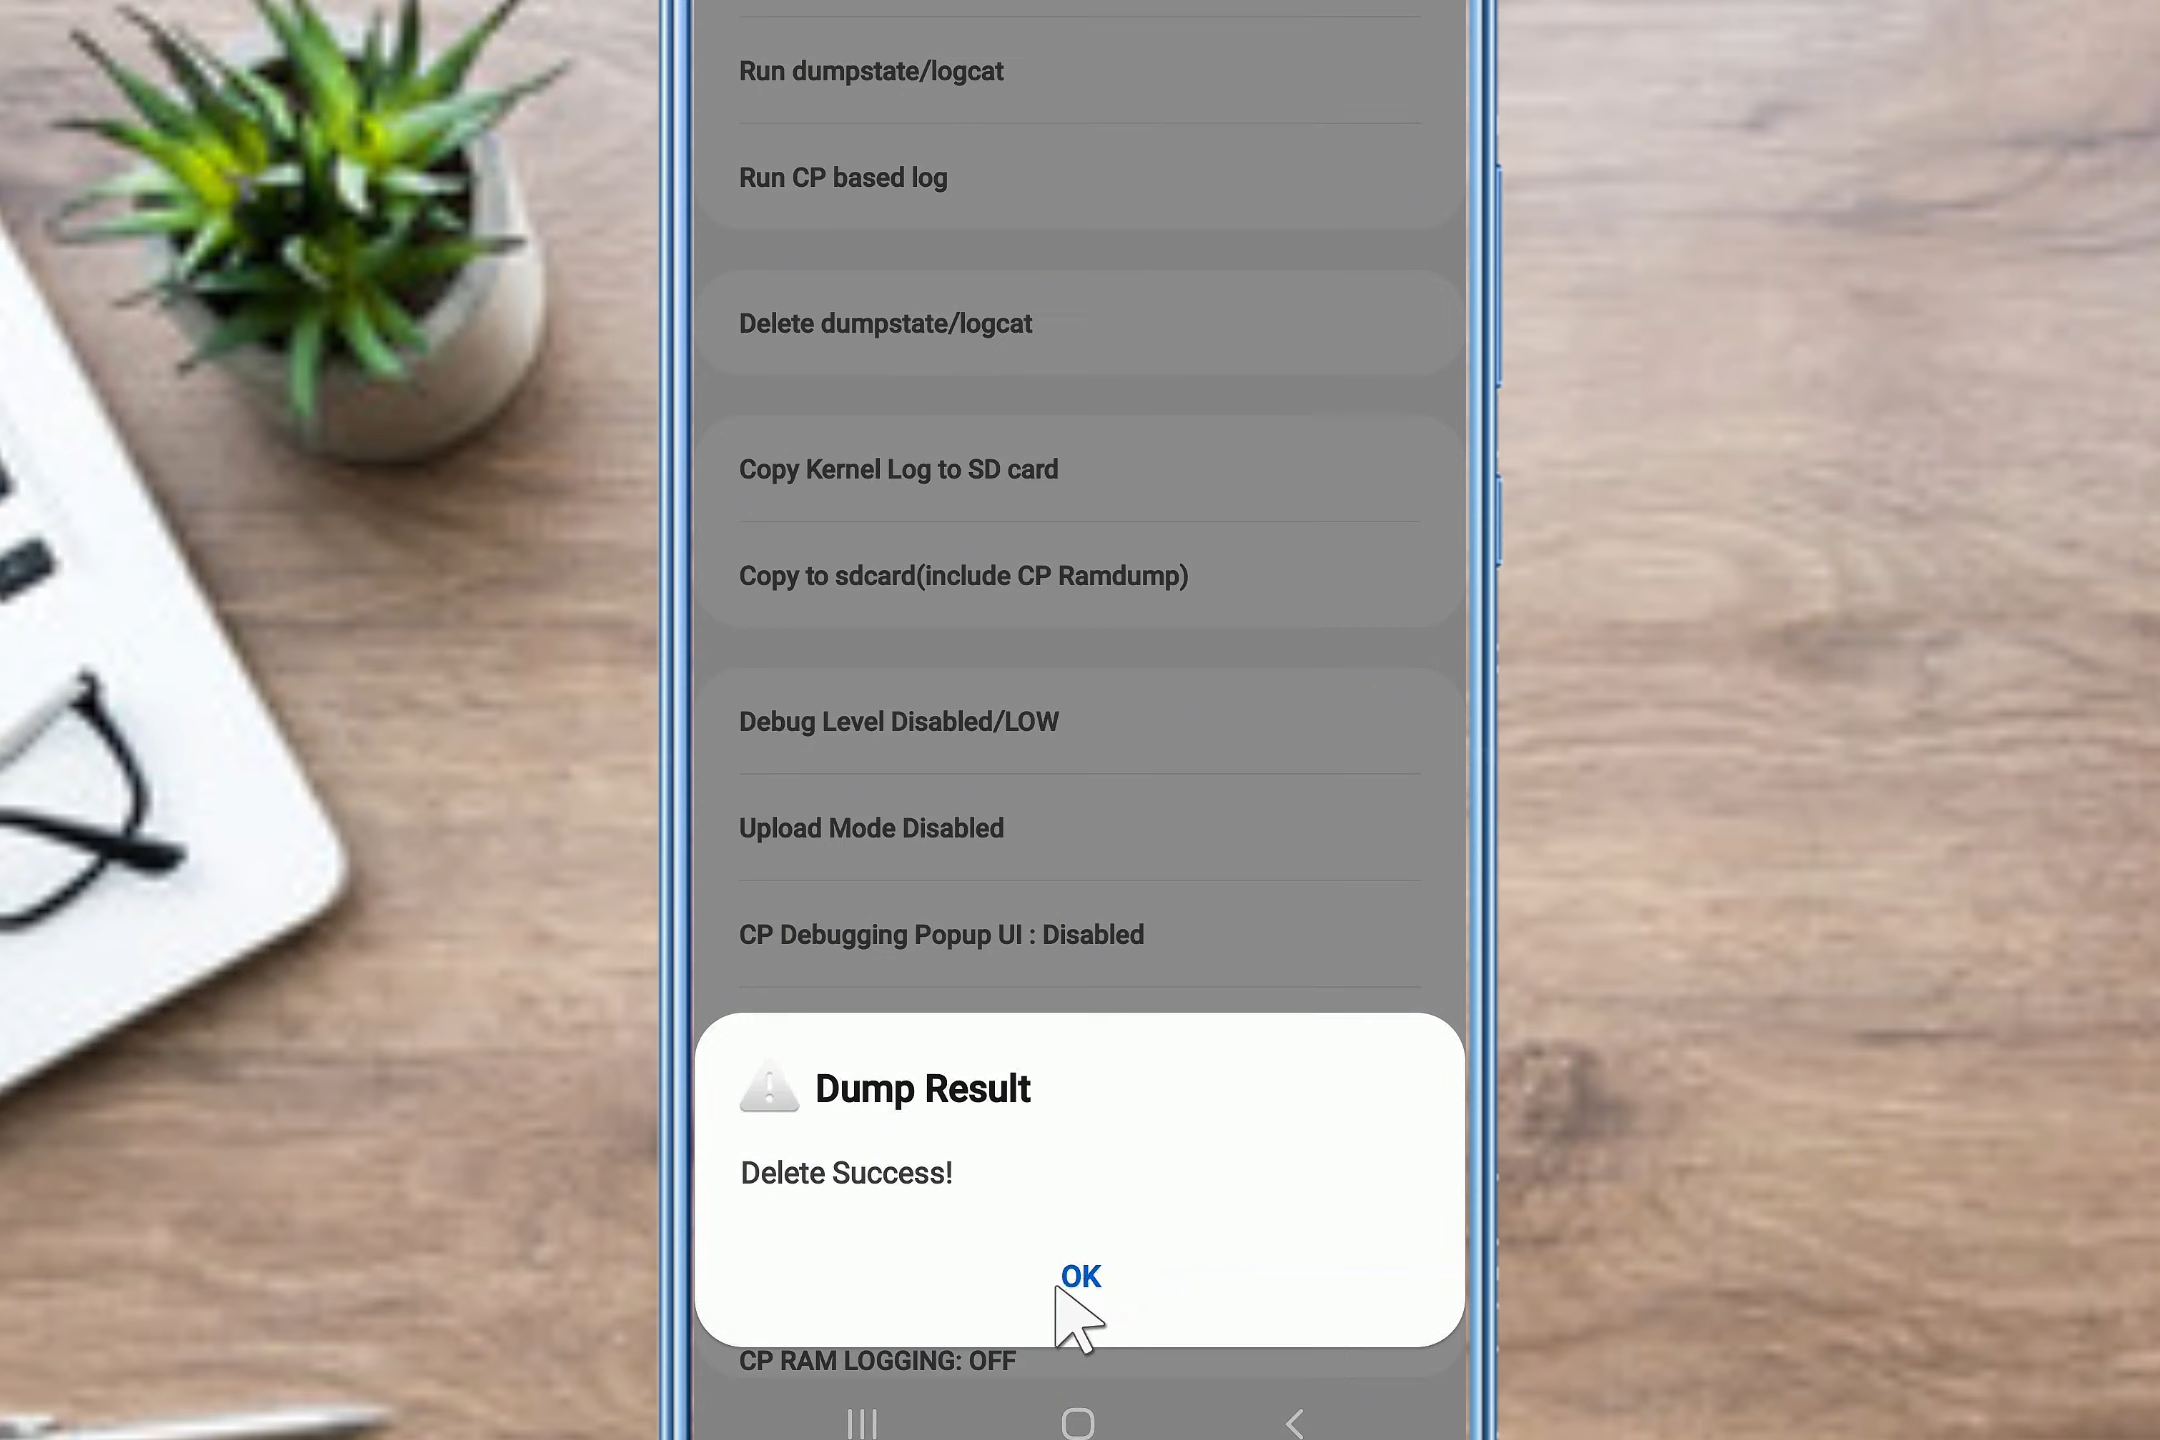 Run dumpstate/logcat
Run CP based log
Delete dumpstate/logcat
Copy Kernel Log to SD card
Copy to sdcard(include CP Ramdump)
Debug Level Disabled/LOW
Upload Mode Disabled
CP Debugging Popup UI : Disabled
Dump Result
Delete Success!
OK
CP RAM LOGGING: OFF